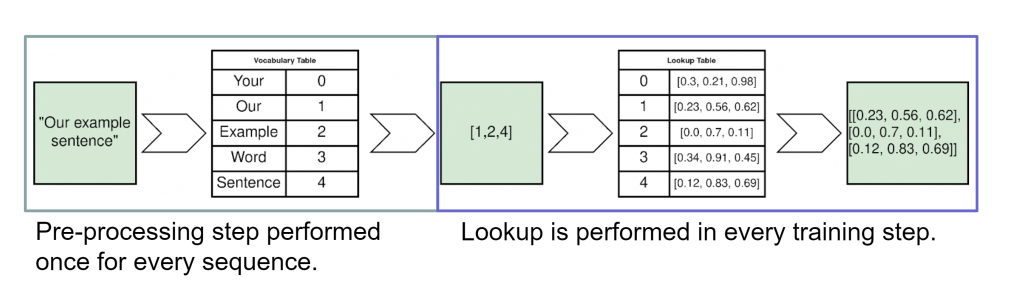 "Our example
sentence"
Vocabulary Table
Your 0
Our 1
Example 2
Word 3
Sentence 4
[1,2,4]
Lookup Table
0 [0.3, 0.21, 0.98]
1 [0.23, 0.56, 0.62]
2 [0.0, 0.7, 0.11]
3 [0.34, 0.91, 0.45]
4 [0.12, 0.83, 0.69]
[[0.23, 0.56, 0.62],
[0.0, 0.7, 0.11],
[0.12, 0.83, 0.69]]
Pre-processing step performed
once for every sequence.
Lookup is performed in every training step.